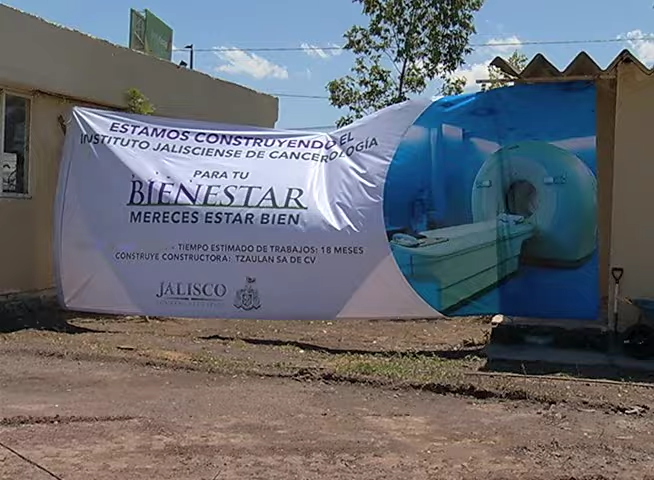 ESTAMOS CONSTRUYENDO EL
INSTITUTO JALISCIENSE DE CANCEROLOGÍA
PARA TU
BIENESTAR
MERECES ESTAR BIEN
TIEMPO ESTIMADO DE TRABAJOS: 18 MESES
CONSTRUYE CONSTRUCTORA: TZAULAN SA DE CV
JALISCO